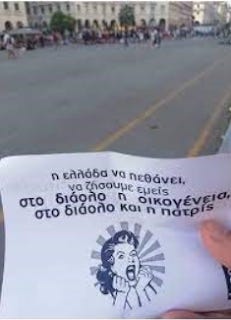 η ελλάδα να πεθάνει,
να ζήσουμε εμείς
στο διάολο η οικογένεια,
στο διάολο και η πατρίς